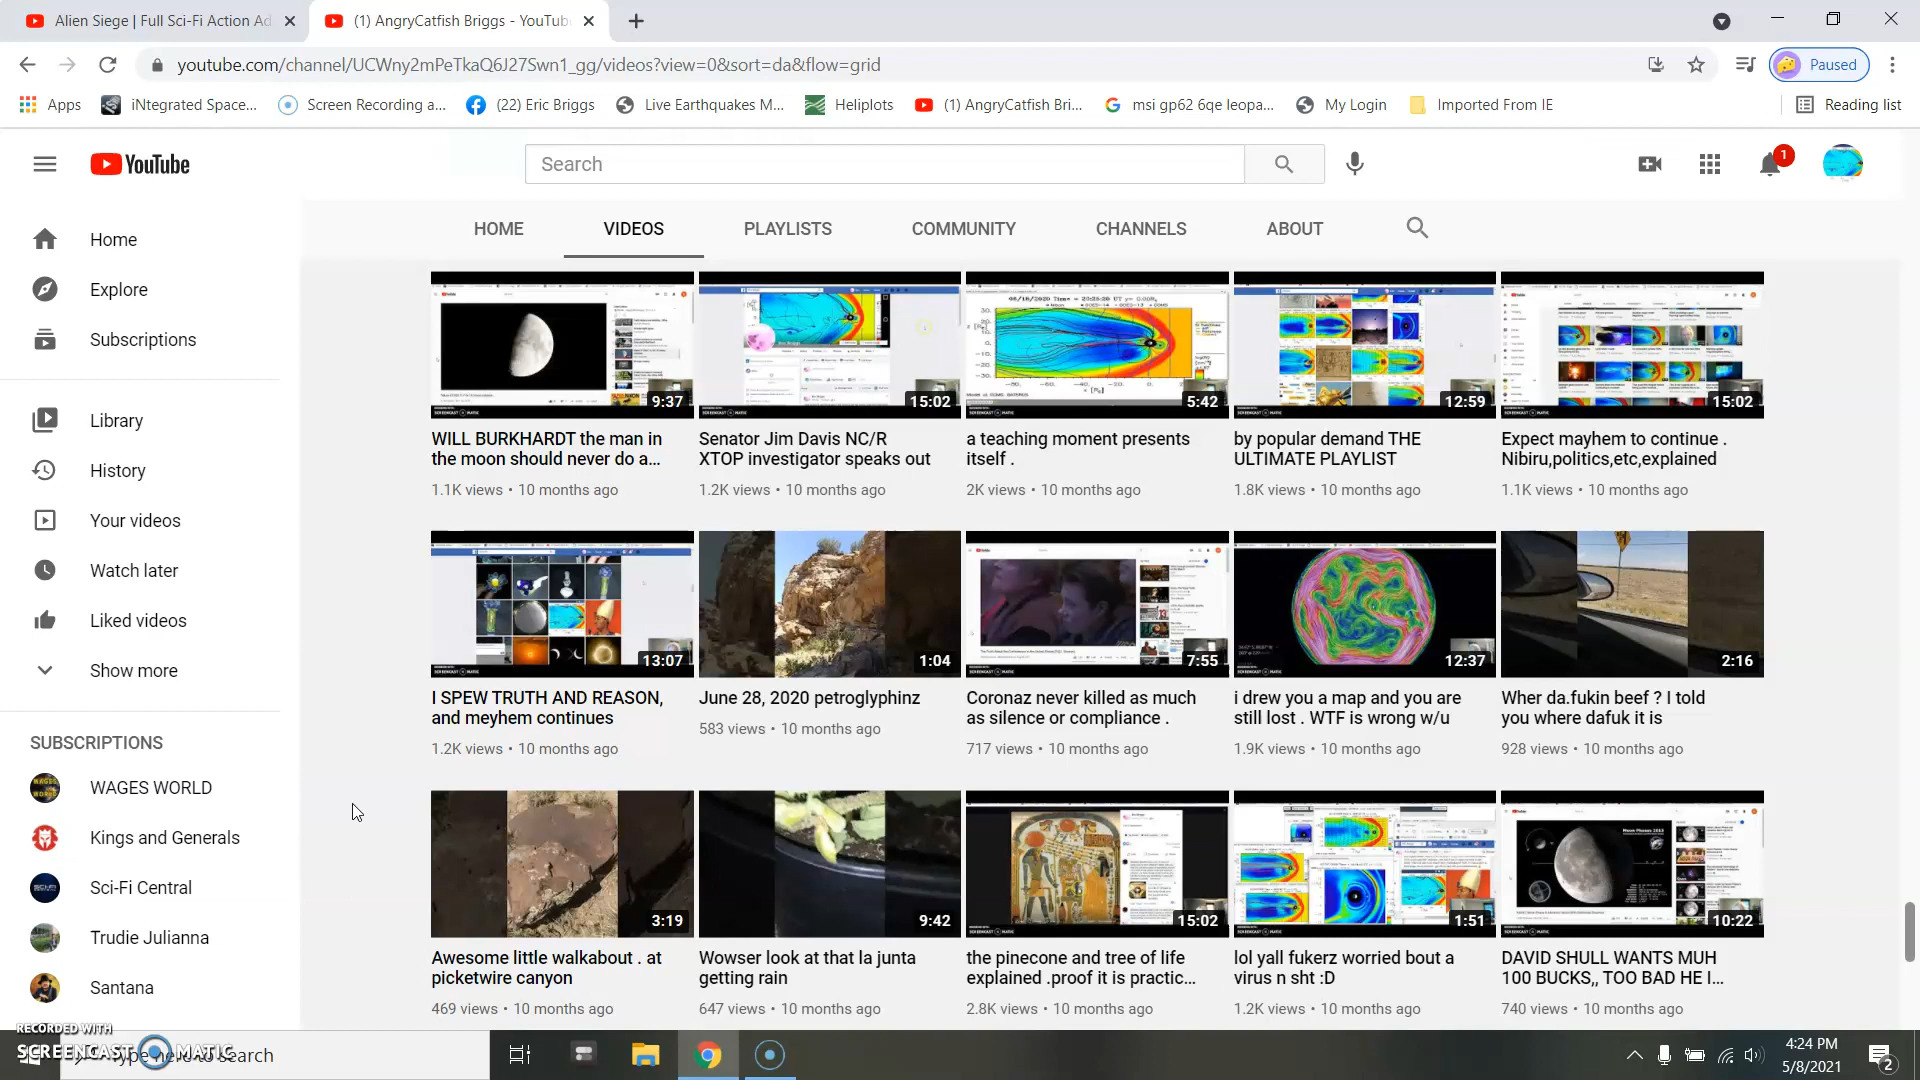 Alien Siege | Full Sci-Fi Action Ad
(1) AngryCatfish Briggs - YouTub
youtube.com/channel/UCWny2mPeTkaQ6J27Swn1_gg/videos?view=0&sort=da&flow=grid
Paused
Apps
iNtegrated Space...
Screen Recording a...
(22) Eric Briggs
Live Earthquakes M...
Heliplots
(1) AngryCatfish Bri...
msi gp62 6qe leopa...
My Login
Imported From IE
Reading list
YouTube
Search
1
HOME
VIDEOS
PLAYLISTS
COMMUNITY
CHANNELS
ABOUT
Home
Explore
Subscriptions
Library
History
Your videos
Watch later
Liked videos
Show more
SUBSCRIPTIONS
WAGES WORLD
Kings and Generals
Sci-Fi Central
Trudie Julianna
Santana
9:37
15:02
5:42
12:59
15:02
WILL BURKHARDT the man in
the moon should never do a...
1.1K views • 10 months ago
Senator Jim Davis NC/R
XTOP investigator speaks out
1.2K views • 10 months ago
a teaching moment presents
itself .
2K views • 10 months ago
by popular demand THE
ULTIMATE PLAYLIST
1.8K views • 10 months ago
Expect mayhem to continue .
Nibiru,politics,etc,explained
1.1K views • 10 months ago
13:07
1:04
7:55
12:37
2:16
I SPEW TRUTH AND REASON,
and meyhem continues
1.2K views • 10 months ago
June 28, 2020 petroglyphinz
583 views • 10 months ago
Coronaz never killed as much
as silence or compliance .
717 views • 10 months ago
i drew you a map and you are
still lost . WTF is wrong w/u
1.9K views • 10 months ago
Wher da.fukin beef ? I told
you where dafuk it is
928 views • 10 months ago
3:19
9:42
15:02
1:51
10:22
Awesome little walkabout . at
picketwire canyon
469 views • 10 months ago
Wowser look at that la junta
getting rain
647 views • 10 months ago
the pinecone and tree of life
explained .proof it is practic...
2.8K views • 10 months ago
lol yall fukerz worried bout a
virus n sht :D
1.2K views • 10 months ago
DAVID SHULL WANTS MUH
100 BUCKS,, TOO BAD HE I...
740 views • 10 months ago
RECORDED WITH
SCREENCAST MATIC
Type here to search
4:24 PM
5/8/2021
2